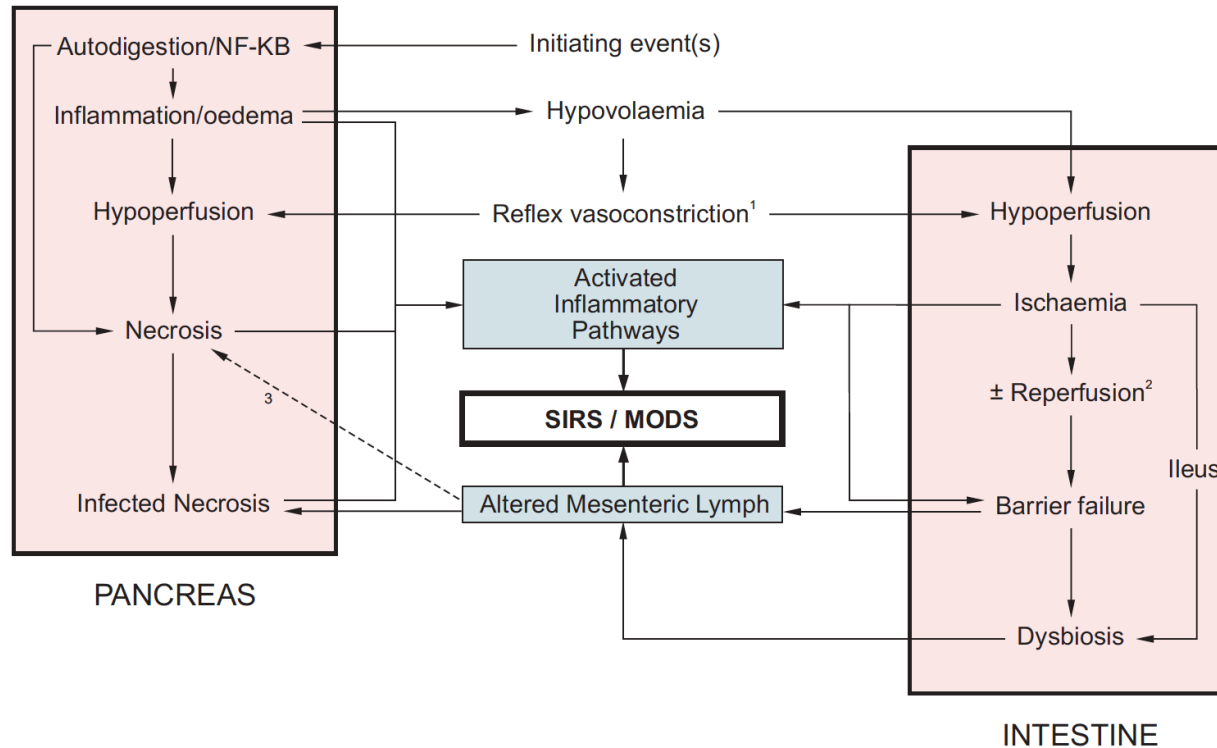 Autodigestion/NF-KB
Initiating event(s)
Inflammation/oedema
Hypovolaemia
Hypoperfusion
Reflex vasoconstriction¹
Hypoperfusion
Activated
Inflammatory
Pathways
Ischaemia
Necrosis
± Reperfusion²
3
SIRS / MODS
Ileus
Infected Necrosis
Altered Mesenteric Lymph
Barrier failure
PANCREAS
Dysbiosis
INTESTINE